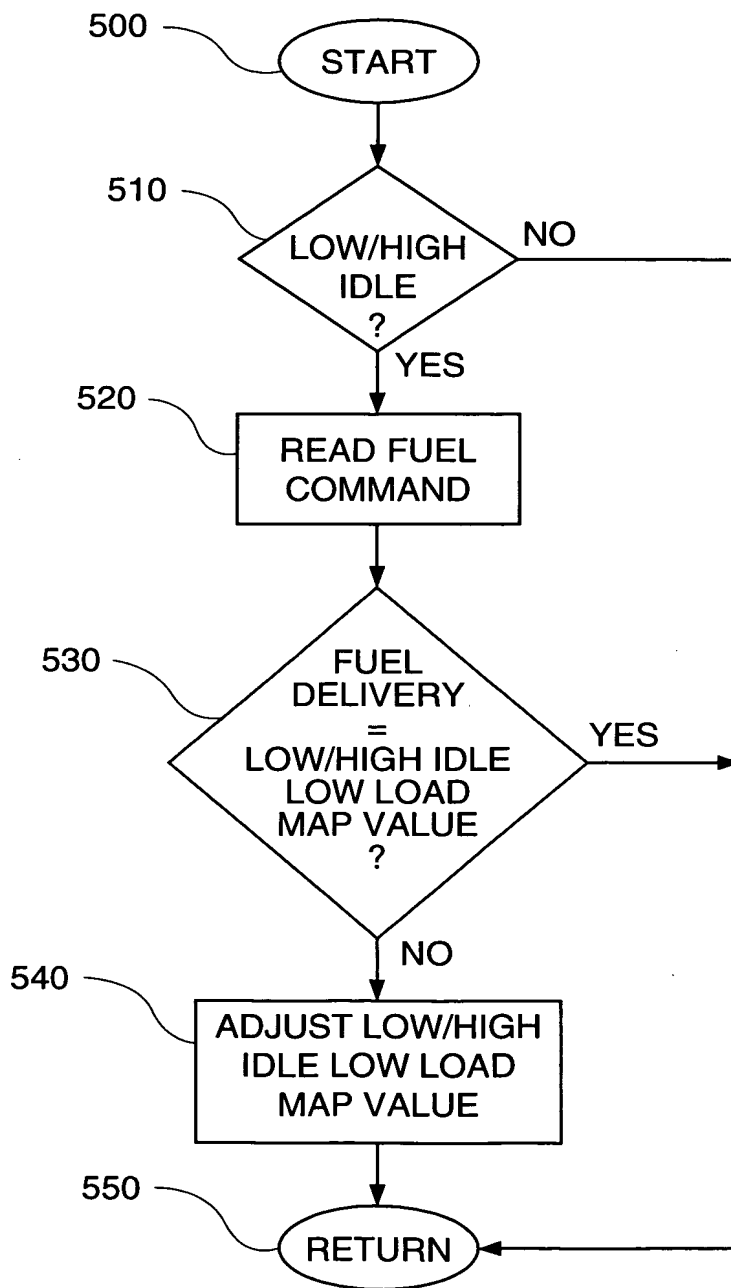 500
START
510
LOW/HIGH
IDLE
?
NO
YES
520
READ FUEL
COMMAND
530
FUEL
DELIVERY
=
LOW/HIGH IDLE
LOW LOAD
MAP VALUE
?
YES
NO
540
ADJUST LOW/HIGH
IDLE LOW LOAD
MAP VALUE
550
RETURN